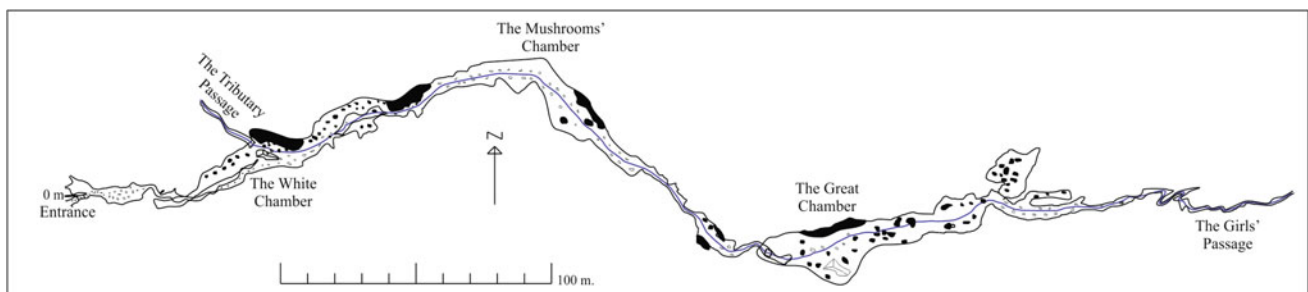 The Mushrooms'
Chamber
The Tributary
Passage
0 m
Entrance
The White
Chamber
N
The Great
Chamber
The Girls'
Passage
100 m.